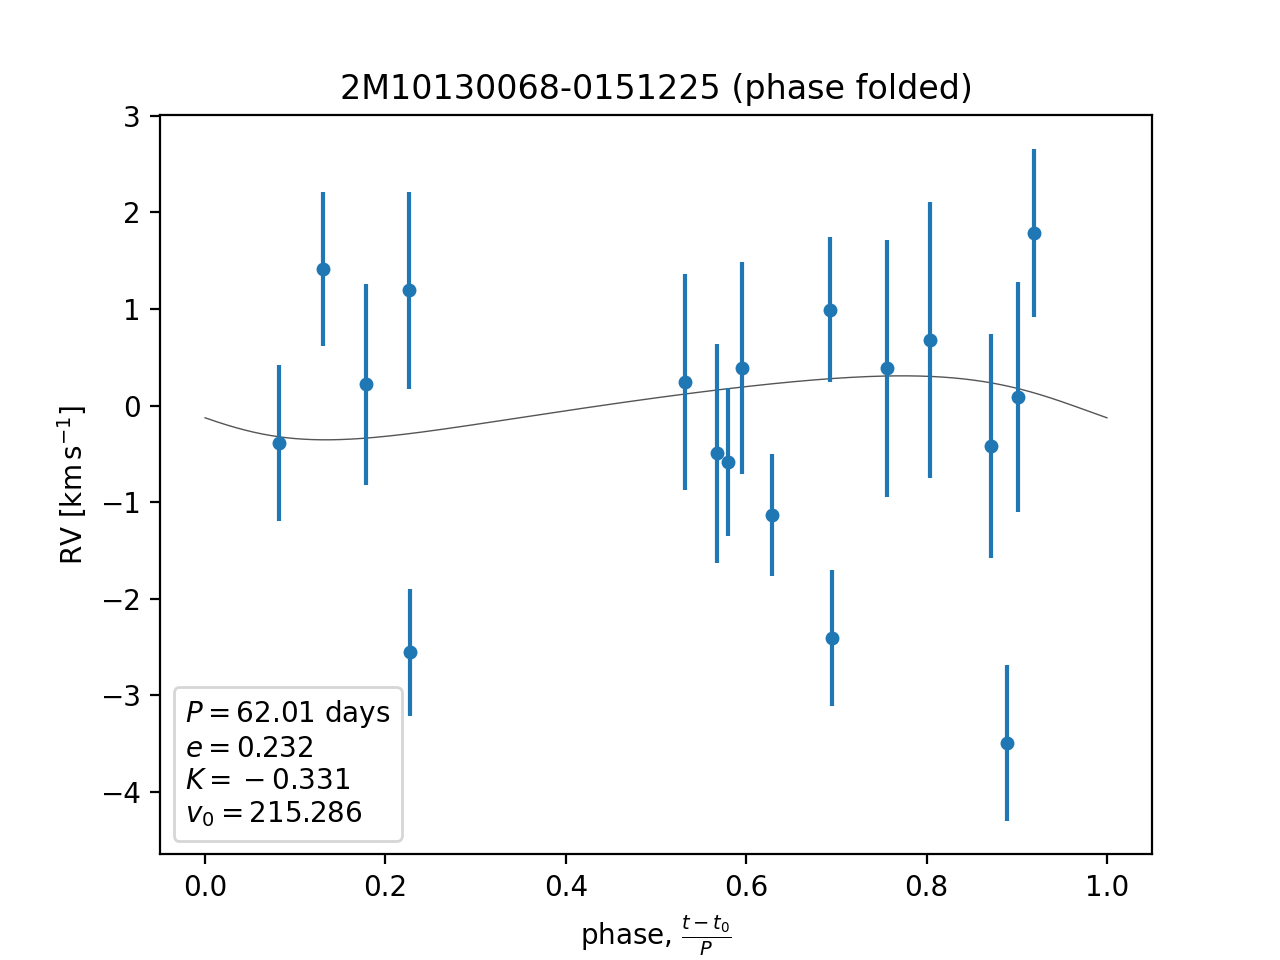 2M10130068-0151225 (phase folded)
3
2
1
0
−1
−2
−3
−4
RV [km s⁻¹]
P = 62.01 days
e = 0.232
K = −0.331
v₀ = 215.286
0.0 0.2 0.4 0.6 0.8 1.0
phase, (t − t₀)/P